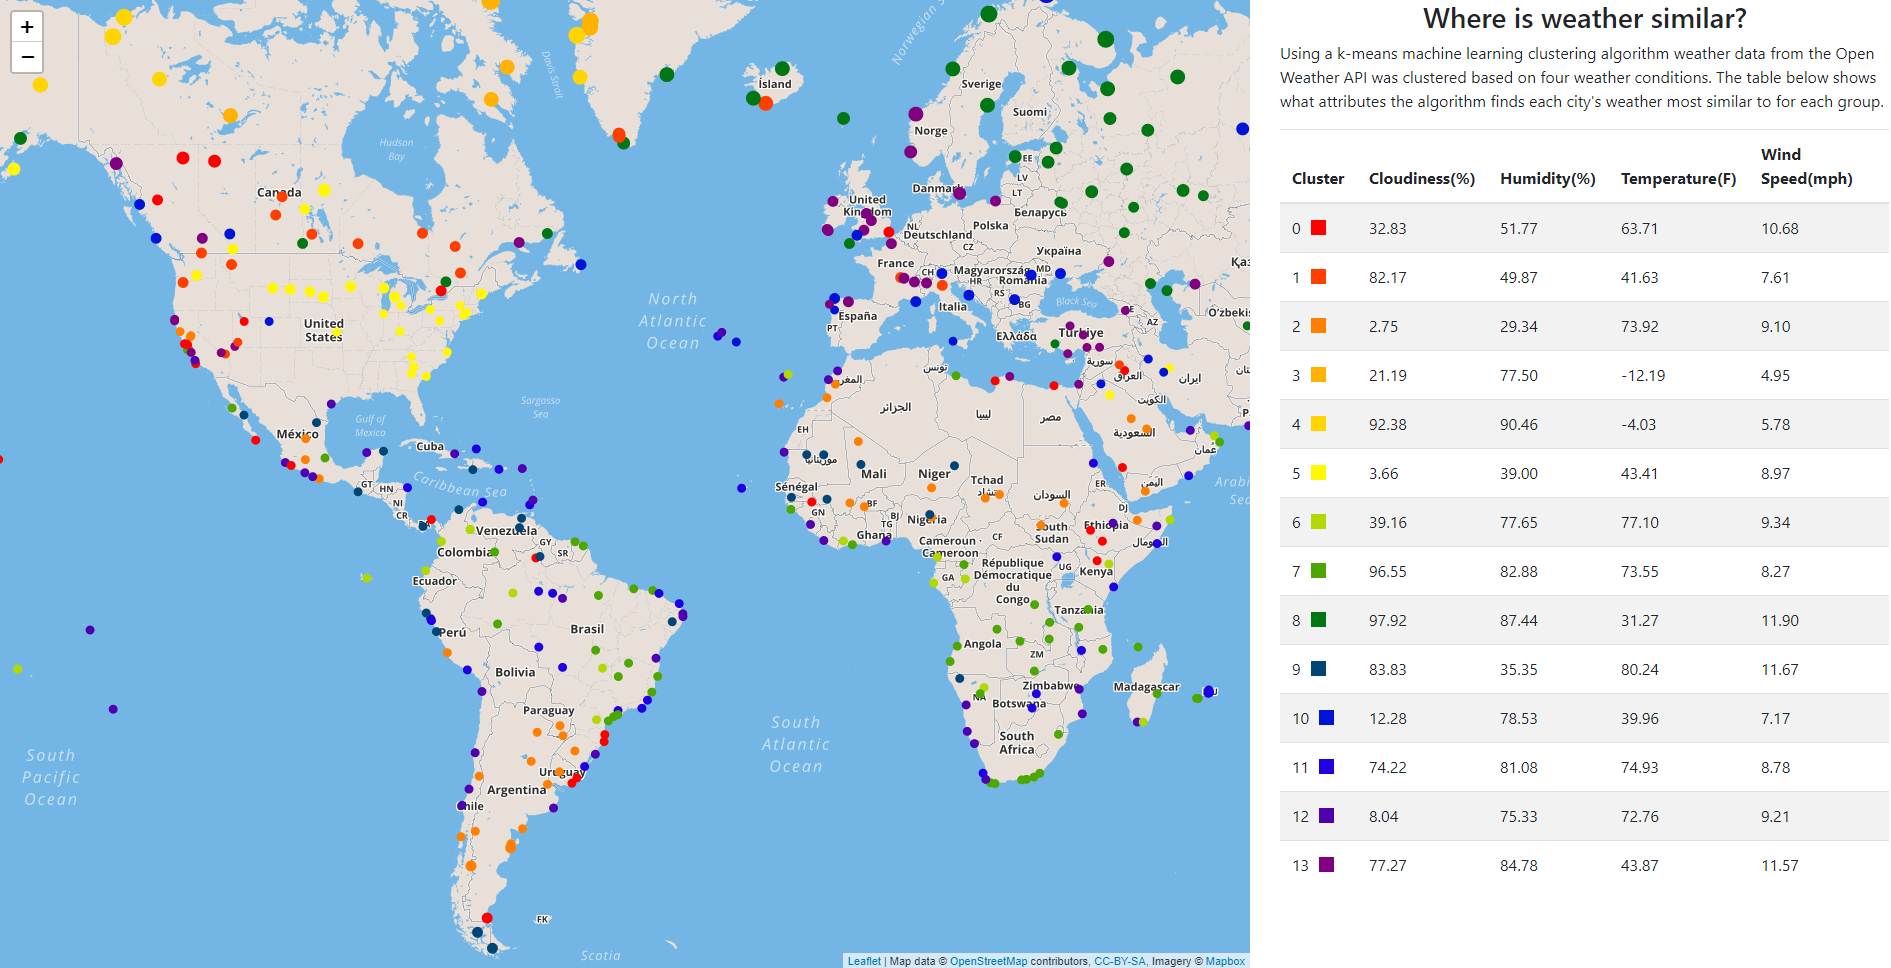 Where is weather similar?
Using a k-means machine learning clustering algorithm weather data from the Open
Weather API was clustered based on four weather conditions. The table below shows
what attributes the algorithm finds each city's weather most similar to for each group.
Cluster Cloudiness(%) Humidity(%) Temperature(F) Wind Speed(mph)
0 32.83 51.77 63.71 10.68
1 82.17 49.87 41.63 7.61
2 2.75 29.34 73.92 9.10
3 21.19 77.50 -12.19 4.95
4 92.38 90.46 -4.03 5.78
5 3.66 39.00 43.41 8.97
6 39.16 77.65 77.10 9.34
7 96.55 82.88 73.55 8.27
8 97.92 87.44 31.27 11.90
9 83.83 35.35 80.24 11.67
10 12.28 78.53 39.96 7.17
11 74.22 81.08 74.93 8.78
12 8.04 75.33 72.76 9.21
13 77.27 84.78 43.87 11.57
+
−
Davis Strait
Norwegian
Ísland
Sverige
Suomi
Norge
Hudson
Bay
Canada
EE
LV
LT
Danmark
United
Kingdom
Беларусь
NL
Polska
Deutschland
CZ
Україна
France
CH
Magyarország
MD
HR
România
RS
BG
Black Sea
Italia
España
PT
Ελλάδα
Türkiye
AZ
North
Atlantic
Ocean
United
States
Sargasso
Sea
Gulf of
Mexico
México
Cuba
Caribbean Sea
GT
HN
NI
CR
Venezuela
GY
SR
Colombia
Ecuador
Perú
Brasil
Bolivia
Paraguay
Uruguay
Argentina
Chile
FK
Scotia
South
Pacific
Ocean
South
Atlantic
Ocean
تونس
سورية
العراق
ایران
الكويت
الجزائر
ليبيا
مصر
السعودية
عمان
اليمن
EH
موريتانيا
Mali
Niger
Tchad
تشاد
السودان
ER
DJ
Sénégal
GN
BF
BJ
TG
Ghana
Nigeria
Cameroun -
Cameroon
CF
South
Sudan
Ethiopia
République
Démocratique
du
Congo
GA
UG
Kenya
Tanzania
Angola
ZM
Zimbabwe
NA
Botswana
Madagascar
South
Africa
Leaflet | Map data © OpenStreetMap contributors, CC-BY-SA, Imagery © Mapbox